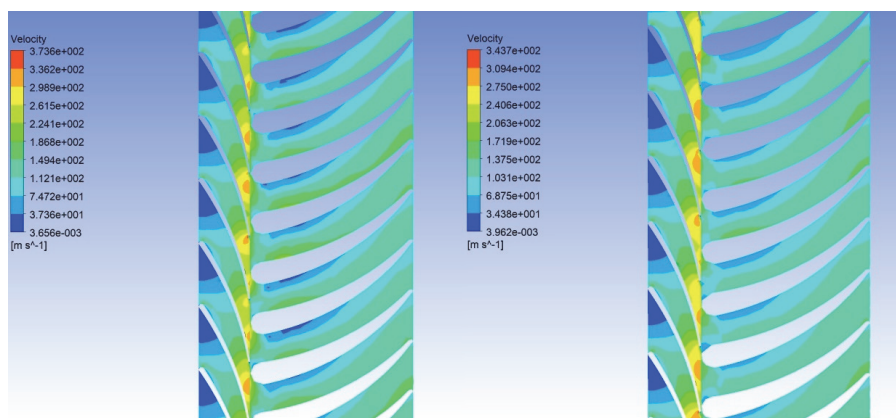 Velocity
3.736e+002
3.362e+002
2.989e+002
2.615e+002
2.241e+002
1.868e+002
1.494e+002
1.121e+002
7.472e+001
3.736e+001
3.656e-003
[m s^-1]
Velocity
3.437e+002
3.094e+002
2.750e+002
2.406e+002
2.063e+002
1.719e+002
1.375e+002
1.031e+002
6.875e+001
3.438e+001
3.962e-003
[m s^-1]